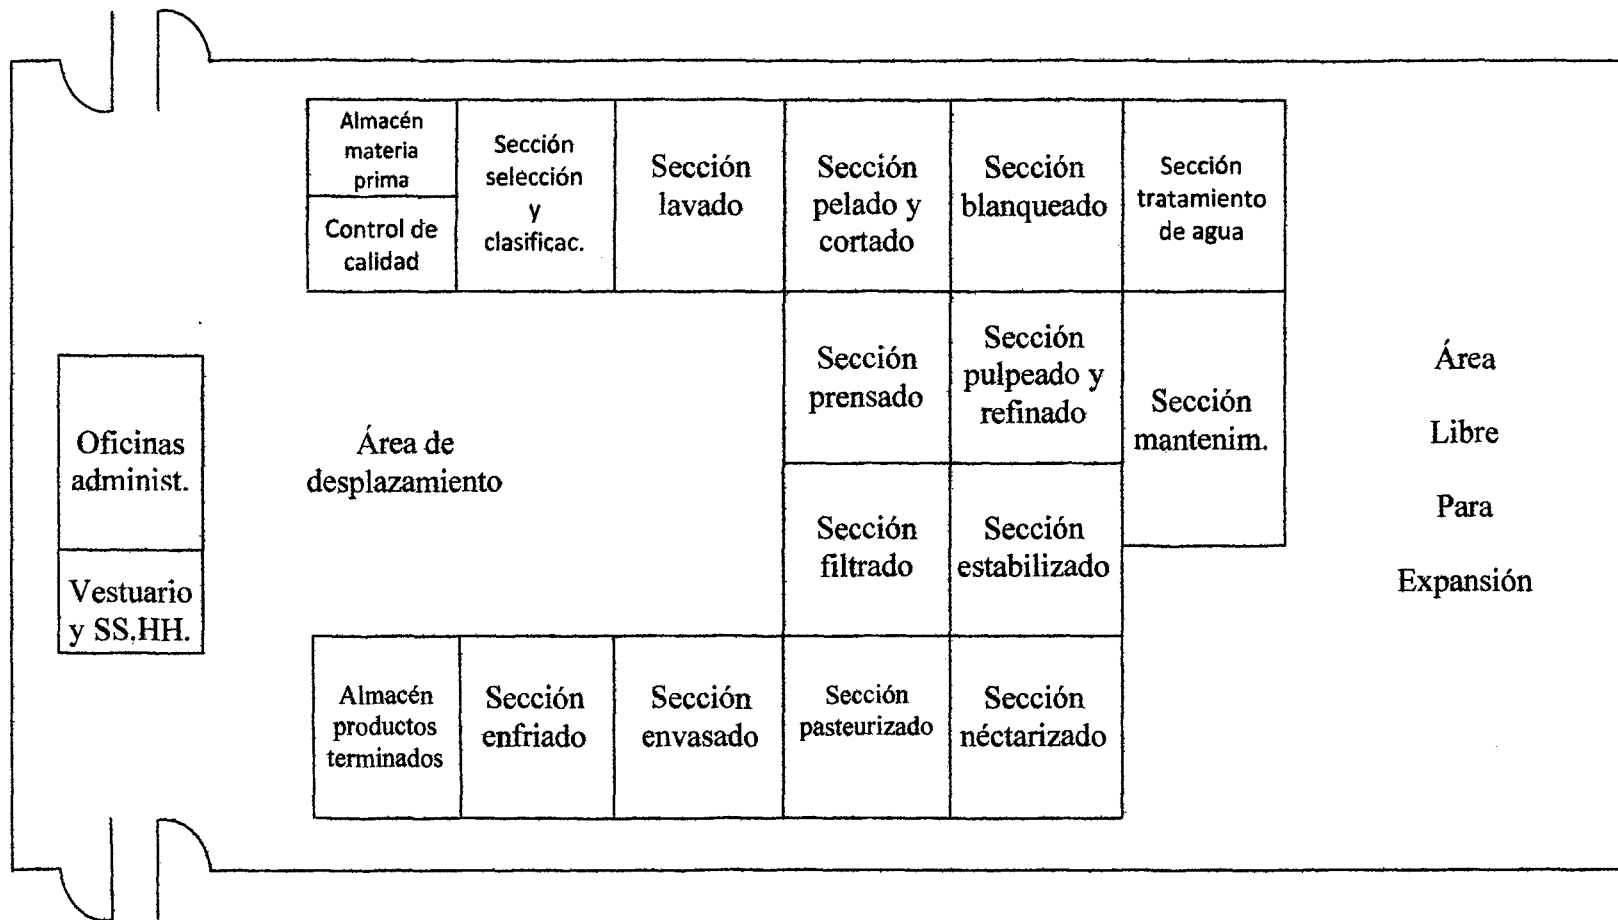 Almacén
materia
prima
Control de
calidad
Sección
selección
y
clasificac.
Sección
lavado
Sección
pelado y
cortado
Sección
blanqueado
Sección
tratamiento
de agua
Sección
prensado
Sección
pulpeado y
refinado
Sección
mantenim.
Área
Libre
Para
Expansión
Oficinas
administ.
Área de
desplazamiento
Sección
filtrado
Sección
estabilizado
Vestuario
y SS.HH.
Almacén
productos
terminados
Sección
enfriado
Sección
envasado
Sección
pasteurizado
Sección
néctarizado